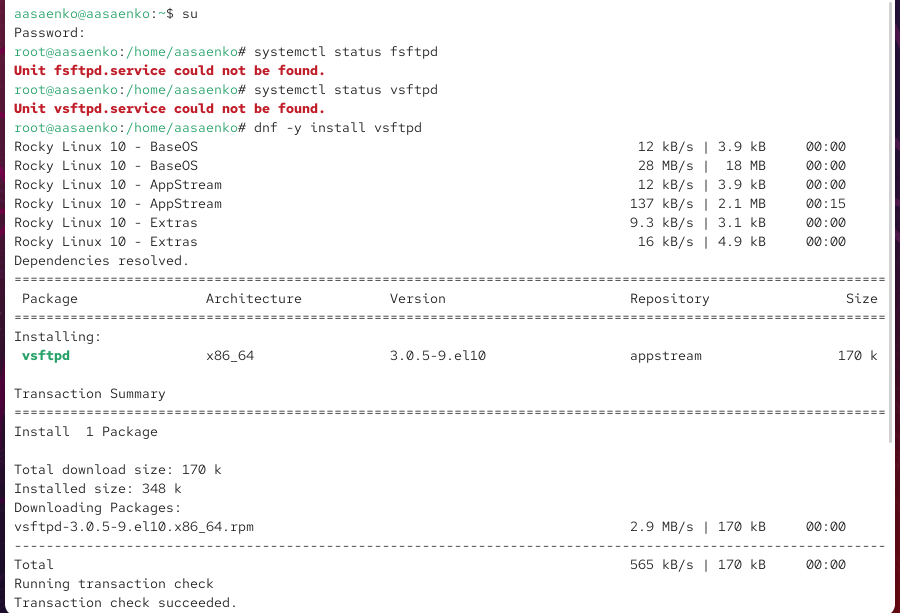 aasaenko@aasaenko:~$ su
Password:
root@aasaenko:/home/aasaenko# systemctl status fsftpd
Unit fsftpd.service could not be found.
root@aasaenko:/home/aasaenko# systemctl status vsftpd
Unit vsftpd.service could not be found.
root@aasaenko:/home/aasaenko# dnf -y install vsftpd
Rocky Linux 10 - BaseOS 12 kB/s | 3.9 kB 00:00
Rocky Linux 10 - BaseOS 28 MB/s | 18 MB 00:00
Rocky Linux 10 - AppStream 12 kB/s | 3.9 kB 00:00
Rocky Linux 10 - AppStream 137 kB/s | 2.1 MB 00:15
Rocky Linux 10 - Extras 9.3 kB/s | 3.1 kB 00:00
Rocky Linux 10 - Extras 16 kB/s | 4.9 kB 00:00
Dependencies resolved.
=============================================================================================================
Package Architecture Version Repository Size
=============================================================================================================
Installing:
vsftpd x86_64 3.0.5-9.el10 appstream 170 k
Transaction Summary
=============================================================================================================
Install 1 Package
Total download size: 170 k
Installed size: 348 k
Downloading Packages:
vsftpd-3.0.5-9.el10.x86_64.rpm 2.9 MB/s | 170 kB 00:00
-------------------------------------------------------------------------------------------------------------
Total 565 kB/s | 170 kB 00:00
Running transaction check
Transaction check succeeded.